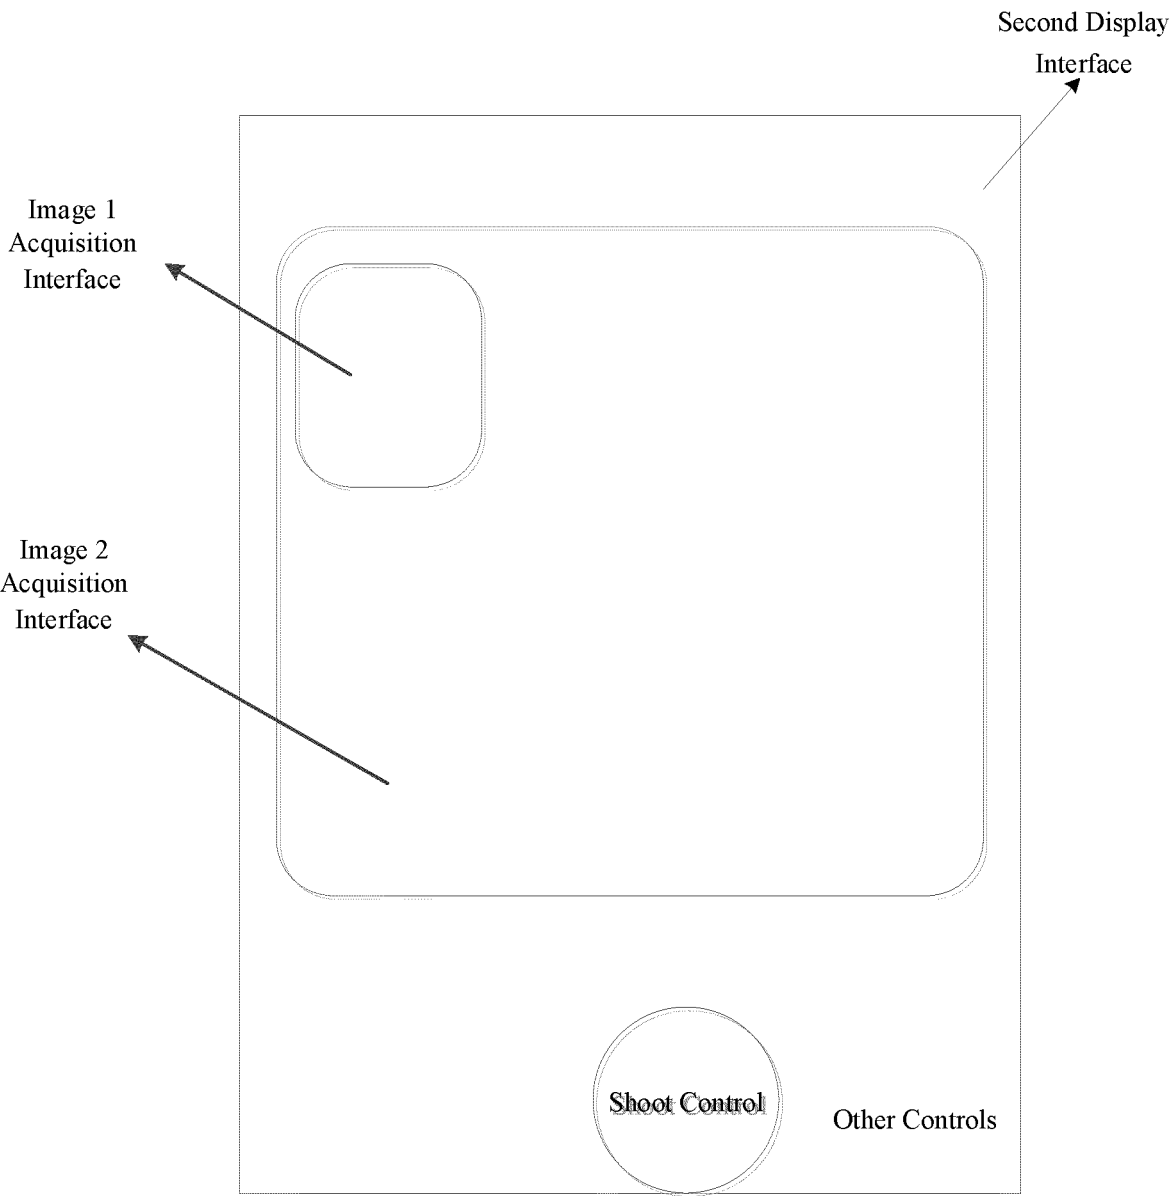 Second Display
Interface
Image 1
Acquisition
Interface
Image 2
Acquisition
Interface
Shoot Control
Other Controls